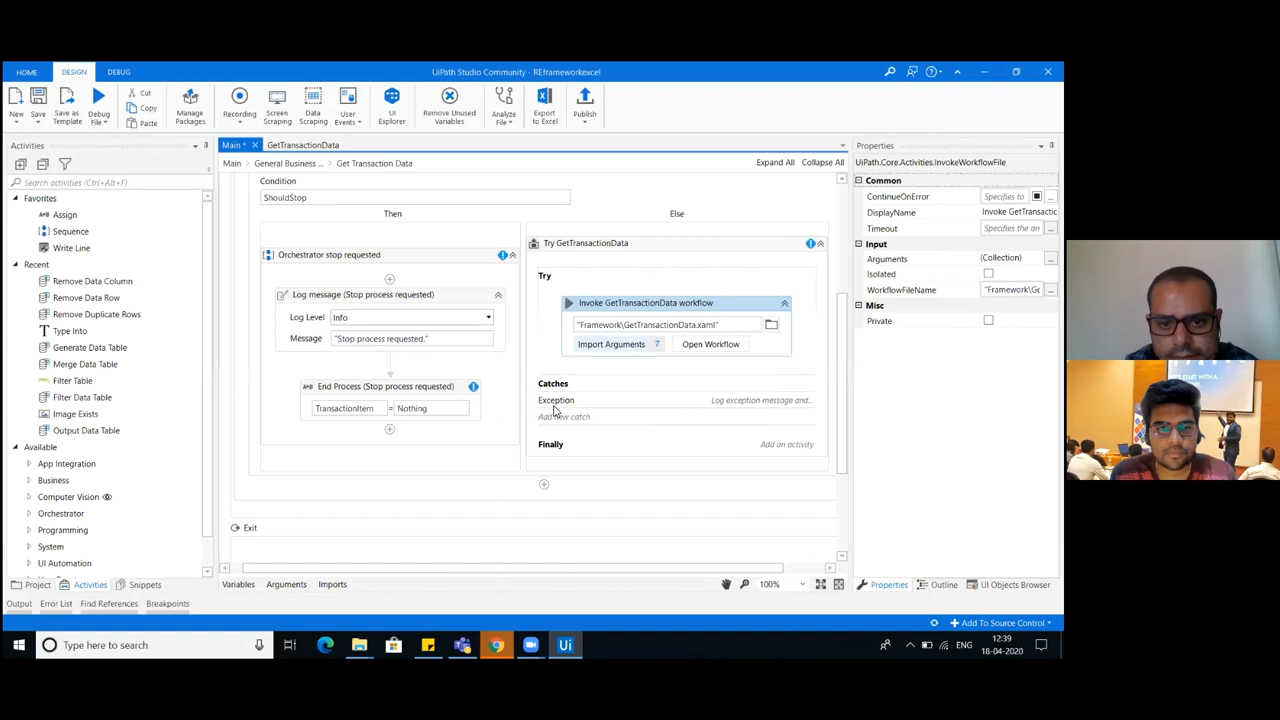 HOME
DESIGN
DEBUG
UiPath Studio Community - REframeworkexcel
New
Save
Save as Template
Debug File
Cut
Copy
Paste
Manage Packages
Recording
Screen Scraping
Data Scraping
User Events
UI Explorer
Remove Unused Variables
Analyze File
Export to Excel
Publish
Activities
Search activities (Ctrl+Alt+F)
Favorites
Assign
Sequence
Write Line
Recent
Remove Data Column
Remove Data Row
Remove Duplicate Rows
Type Into
Generate Data Table
Merge Data Table
Filter Table
Filter Data Table
Image Exists
Output Data Table
Available
App Integration
Business
Computer Vision
Orchestrator
Programming
System
UI Automation
Project
Activities
Snippets
Main *
GetTransactionData
Main > General Business ... > Get Transaction Data
Expand All
Collapse All
Condition
ShouldStop
Then
Else
Orchestrator stop requested
Log message (Stop process requested)
Log Level
Info
Message
"Stop process requested."
End Process (Stop process requested)
TransactionItem = Nothing
Try GetTransactionData
Try
Invoke GetTransactionData workflow
"Framework\GetTransactionData.xaml"
Import Arguments 7
Open Workflow
Catches
Exception
Log exception message and...
Add new catch
Finally
Add an activity
Exit
Variables
Arguments
Imports
100%
Properties
UiPath.Core.Activities.InvokeWorkflowFile
Common
ContinueOnError
Specifies to
DisplayName
Invoke GetTransactic
Timeout
Specifies the an
Input
Arguments
(Collection)
Isolated
WorkflowFileName
"Framework\Ge
Misc
Private
Properties
Outline
UI Objects Browser
Output
Error List
Find References
Breakpoints
Add To Source Control
Type here to search
Ui
ENG
12:39
18-04-2020